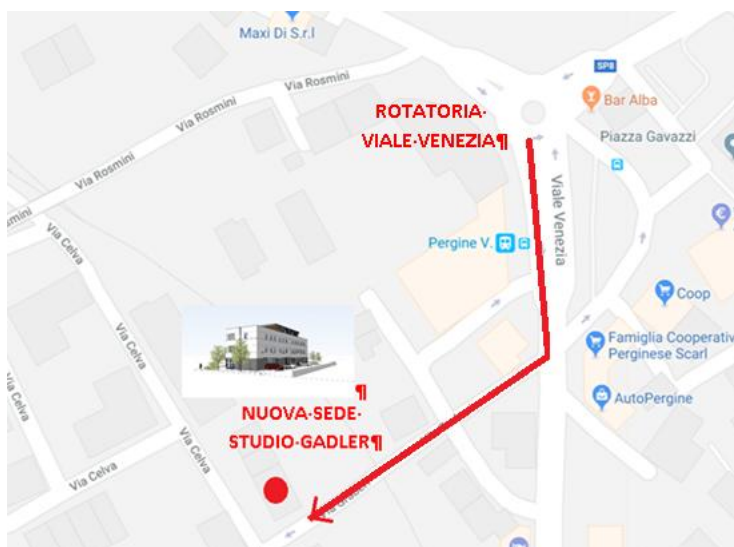 Maxi Di S.r.l
Via Rosmini
SP8
Bar Alba
ROTATORIA·
VIALE·VENEZIA¶
Piazza Gavazzi
Via Rosmini
Via Rosmini
smini
Via Celva
Viale Venezia
Pergine V.
Coop
Via Celva
Famiglia Cooperativ
Perginese Scarl
Via Celva
AutoPergine
¶
NUOVA·SEDE·
STUDIO·GADLER¶
Via Celva
Via Celva